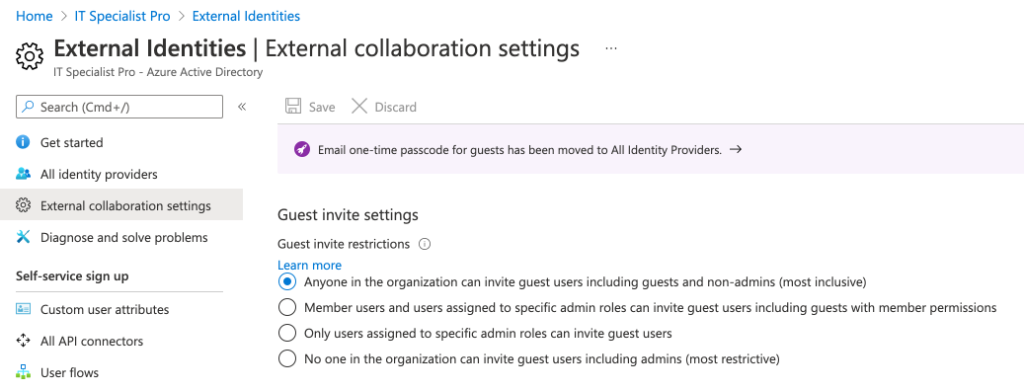 Home > IT Specialist Pro > External Identities
External Identities | External collaboration settings ...
IT Specialist Pro - Azure Active Directory
Search (Cmd+/) «
Get started
All identity providers
External collaboration settings
Diagnose and solve problems
Self-service sign up
Custom user attributes
All API connectors
User flows
Save Discard
Email one-time passcode for guests has been moved to All Identity Providers. →
Guest invite settings
Guest invite restrictions
Learn more
Anyone in the organization can invite guest users including guests and non-admins (most inclusive)
Member users and users assigned to specific admin roles can invite guest users including guests with member permissions
Only users assigned to specific admin roles can invite guest users
No one in the organization can invite guest users including admins (most restrictive)